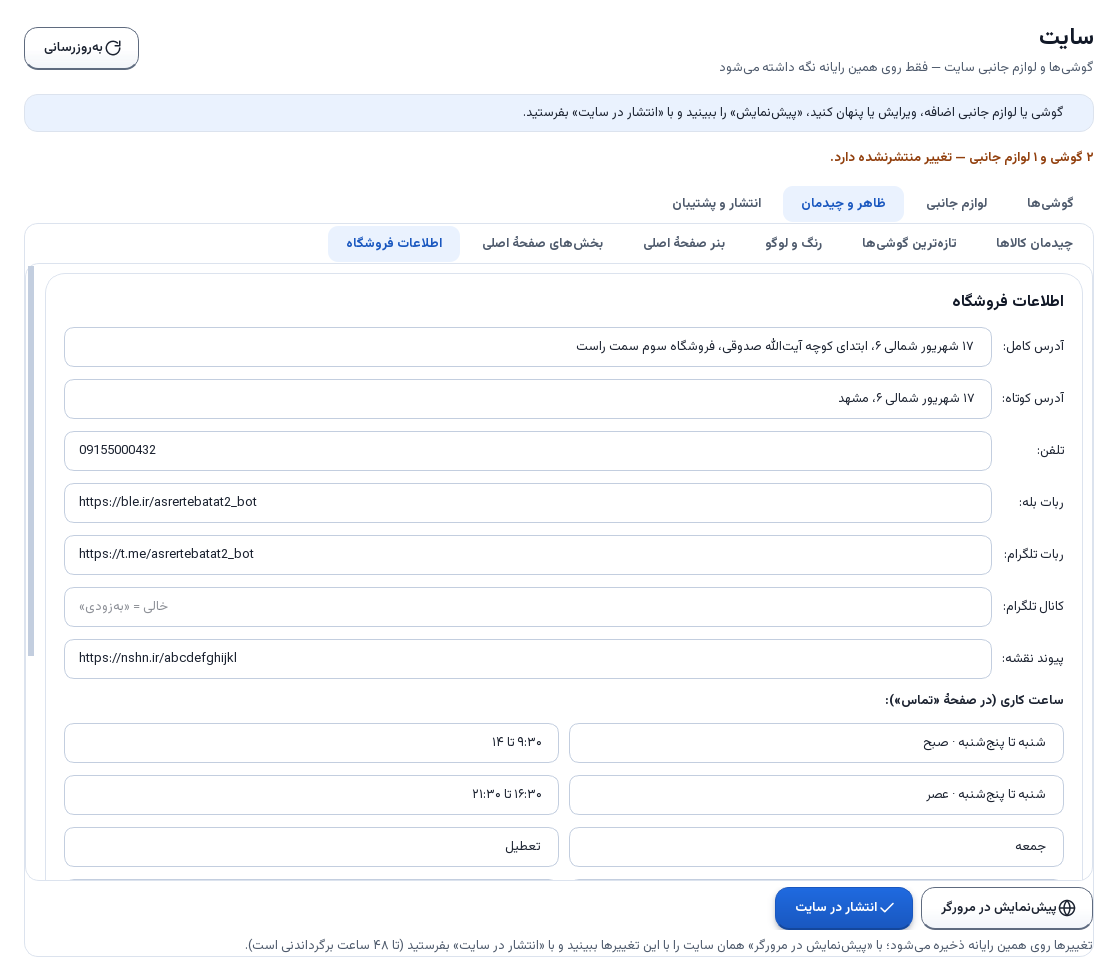 سایت
به‌روزرسانی
گوشی‌ها و لوازم جانبی سایت — فقط روی همین رایانه نگه داشته می‌شود
گوشی یا لوازم جانبی اضافه، ویرایش یا پنهان کنید، «پیش‌نمایش» را ببینید و با «انتشار در سایت» بفرستید.
۲ گوشی و ۱ لوازم جانبی — تغییر منتشرنشده دارد.
گوشی‌ها لوازم جانبی ظاهر و چیدمان انتشار و پشتیبان
چیدمان کالاها تازه‌ترین گوشی‌ها رنگ و لوگو بنر صفحهٔ اصلی بخش‌های صفحهٔ اصلی اطلاعات فروشگاه
اطلاعات فروشگاه
آدرس کامل: ۱۷ شهریور شمالی ۶، ابتدای کوچه آیت‌الله صدوقی، فروشگاه سوم سمت راست
آدرس کوتاه: ۱۷ شهریور شمالی ۶، مشهد
تلفن: 09155000432
ربات بله: https://ble.ir/asrertebatat2_bot
ربات تلگرام: https://t.me/asrertebatat2_bot
کانال تلگرام: خالی = «به‌زودی»
پیوند نقشه: https://nshn.ir/abcdefghijkl
ساعت کاری (در صفحهٔ «تماس»):
شنبه تا پنج‌شنبه · صبح ۹:۳۰ تا ۱۴
شنبه تا پنج‌شنبه · عصر ۱۶:۳۰ تا ۲۱:۳۰
جمعه تعطیل
پیش‌نمایش در مرورگر انتشار در سایت
تغییرها روی همین رایانه ذخیره می‌شود؛ با «پیش‌نمایش در مرورگر» همان سایت را با این تغییرها ببینید و با «انتشار در سایت» بفرستید (تا ۴۸ ساعت برگرداندنی است).